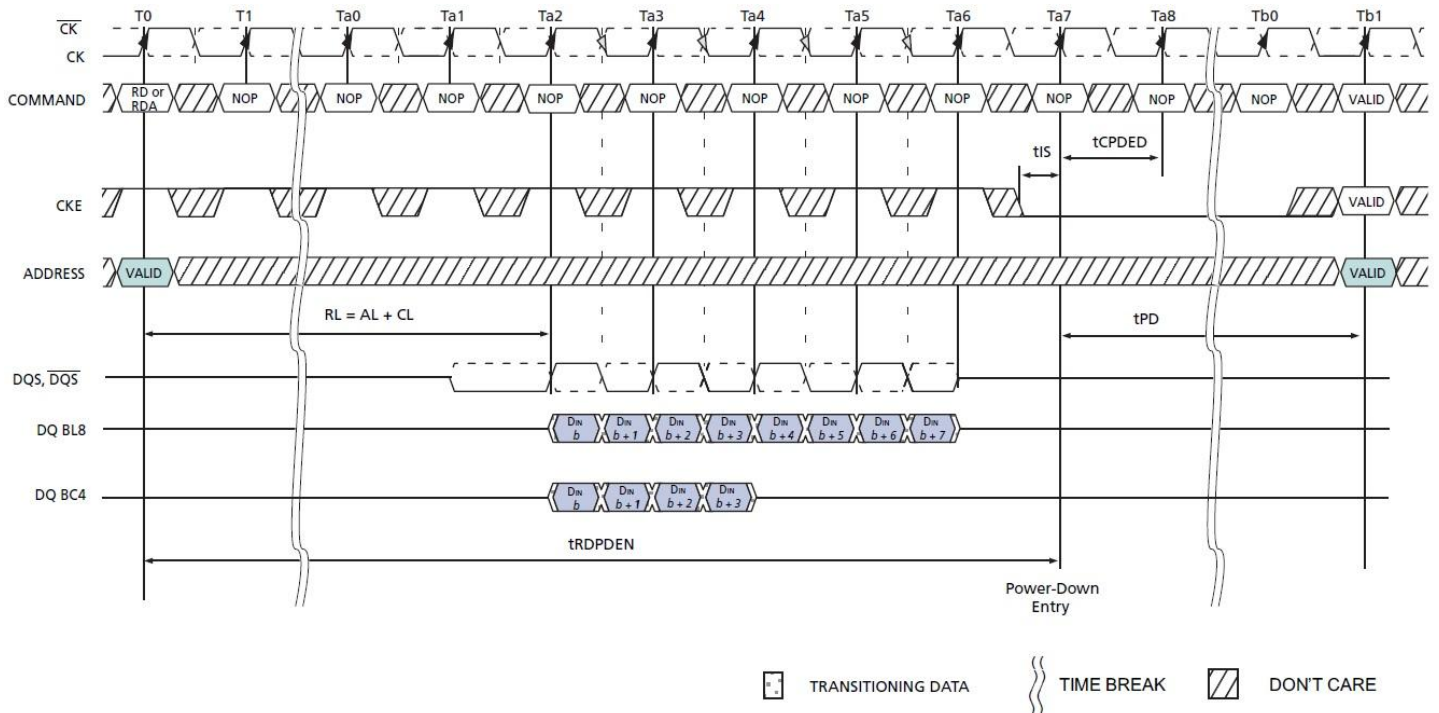 T0 T1 Ta0 Ta1 Ta2 Ta3 Ta4 Ta5 Ta6 Ta7 Ta8 Tb0 Tb1
CK
CK
COMMAND RD or RDA NOP NOP NOP NOP NOP NOP NOP NOP NOP NOP NOP VALID
tIS tCPDED
CKE VALID
ADDRESS VALID VALID
RL = AL + CL tPD
DQS, DQS
DQ BL8 DIN b DIN b + 1 DIN b + 2 DIN b + 3 DIN b + 4 DIN b + 5 DIN b + 6 DIN b + 7
DQ BC4 DIN b DIN b + 1 DIN b + 2 DIN b + 3
tRDPDEN
Power-Down
Entry
TRANSITIONING DATA TIME BREAK DON'T CARE